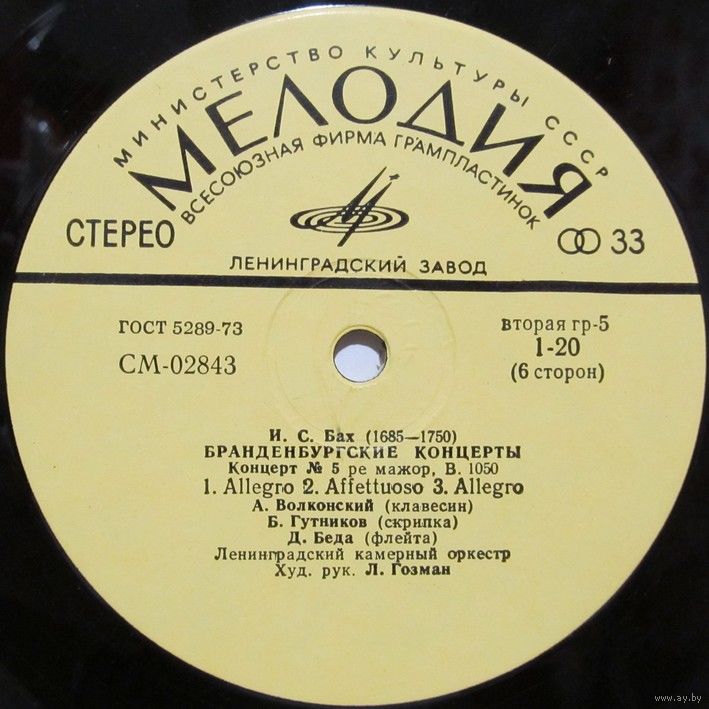 МИНИСТЕРСТВО КУЛЬТУРЫ СССР
МЕЛОДИЯ
ВСЕСОЮЗНАЯ ФИРМА ГРАМПЛАСТИНОК
СТЕРЕО
33
ЛЕНИНГРАДСКИЙ ЗАВОД
ГОСТ 5289-73
СМ-02843
вторая гр-5
1-20
(6 сторон)
И. С. Бах (1685—1750)
БРАНДЕНБУРГСКИЕ КОНЦЕРТЫ
Концерт № 5 ре мажор, В. 1050
1. Allegro 2. Affettuoso 3. Allegro
А. Волконский (клавесин)
Б. Гутников (скрипка)
Д. Беда (флейта)
Ленинградский камерный оркестр
Худ. рук. Л. Гозман
www.ay.by